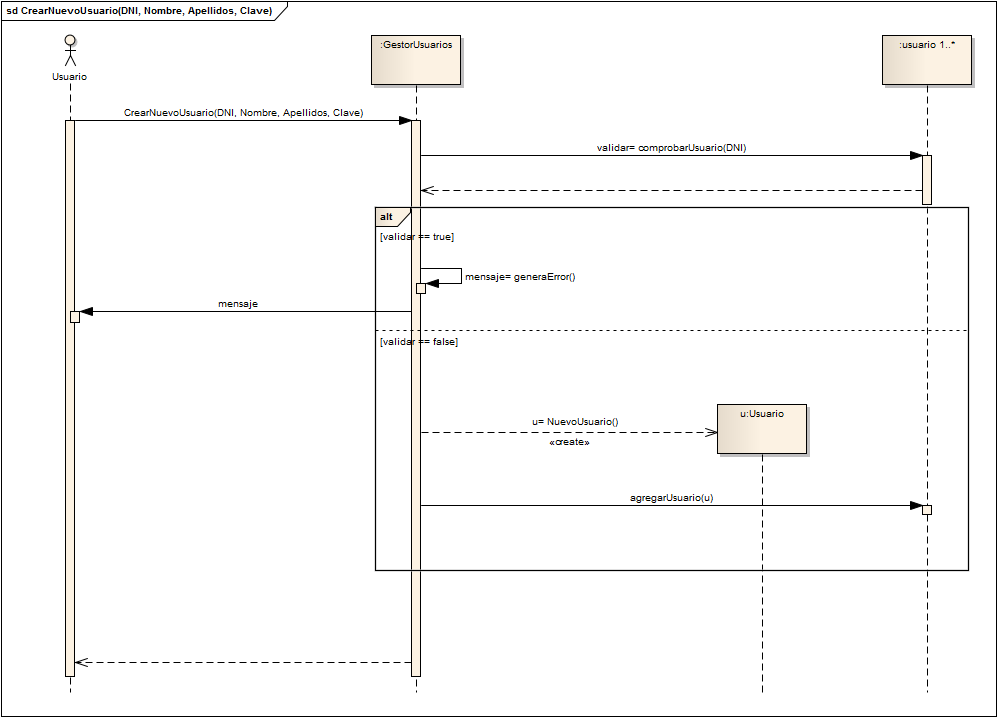 sd CrearNuevoUsuario(DNI, Nombre, Apellidos, Clave)
Usuario
:GestorUsuarios
:usuario 1..*
CrearNuevoUsuario(DNI, Nombre, Apellidos, Clave)
validar= comprobarUsuario(DNI)
alt
[validar == true]
mensaje= generaError()
mensaje
[validar == false]
u:Usuario
u= NuevoUsuario()
«create»
agregarUsuario(u)